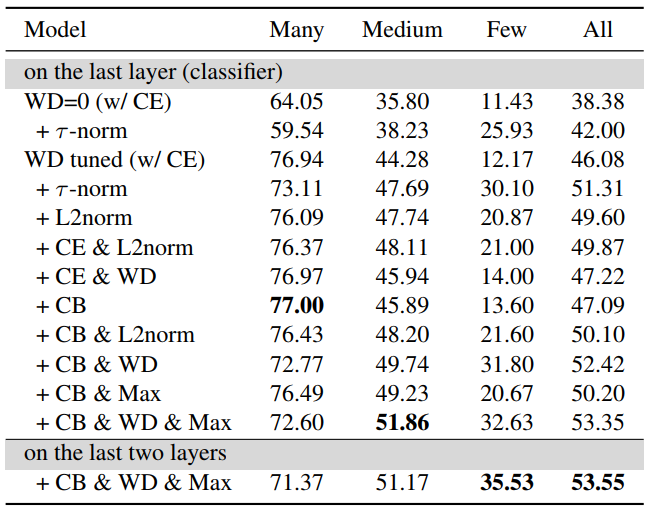 Model Many Medium Few All
on the last layer (classifier)
WD=0 (w/ CE) 64.05 35.80 11.43 38.38
+ τ-norm 59.54 38.23 25.93 42.00
WD tuned (w/ CE) 76.94 44.28 12.17 46.08
+ τ-norm 73.11 47.69 30.10 51.31
+ L2norm 76.09 47.74 20.87 49.60
+ CE & L2norm 76.37 48.11 21.00 49.87
+ CE & WD 76.97 45.94 14.00 47.22
+ CB 77.00 45.89 13.60 47.09
+ CB & L2norm 76.43 48.20 21.60 50.10
+ CB & WD 72.77 49.74 31.80 52.42
+ CB & Max 76.49 49.23 20.67 50.20
+ CB & WD & Max 72.60 51.86 32.63 53.35
on the last two layers
+ CB & WD & Max 71.37 51.17 35.53 53.55